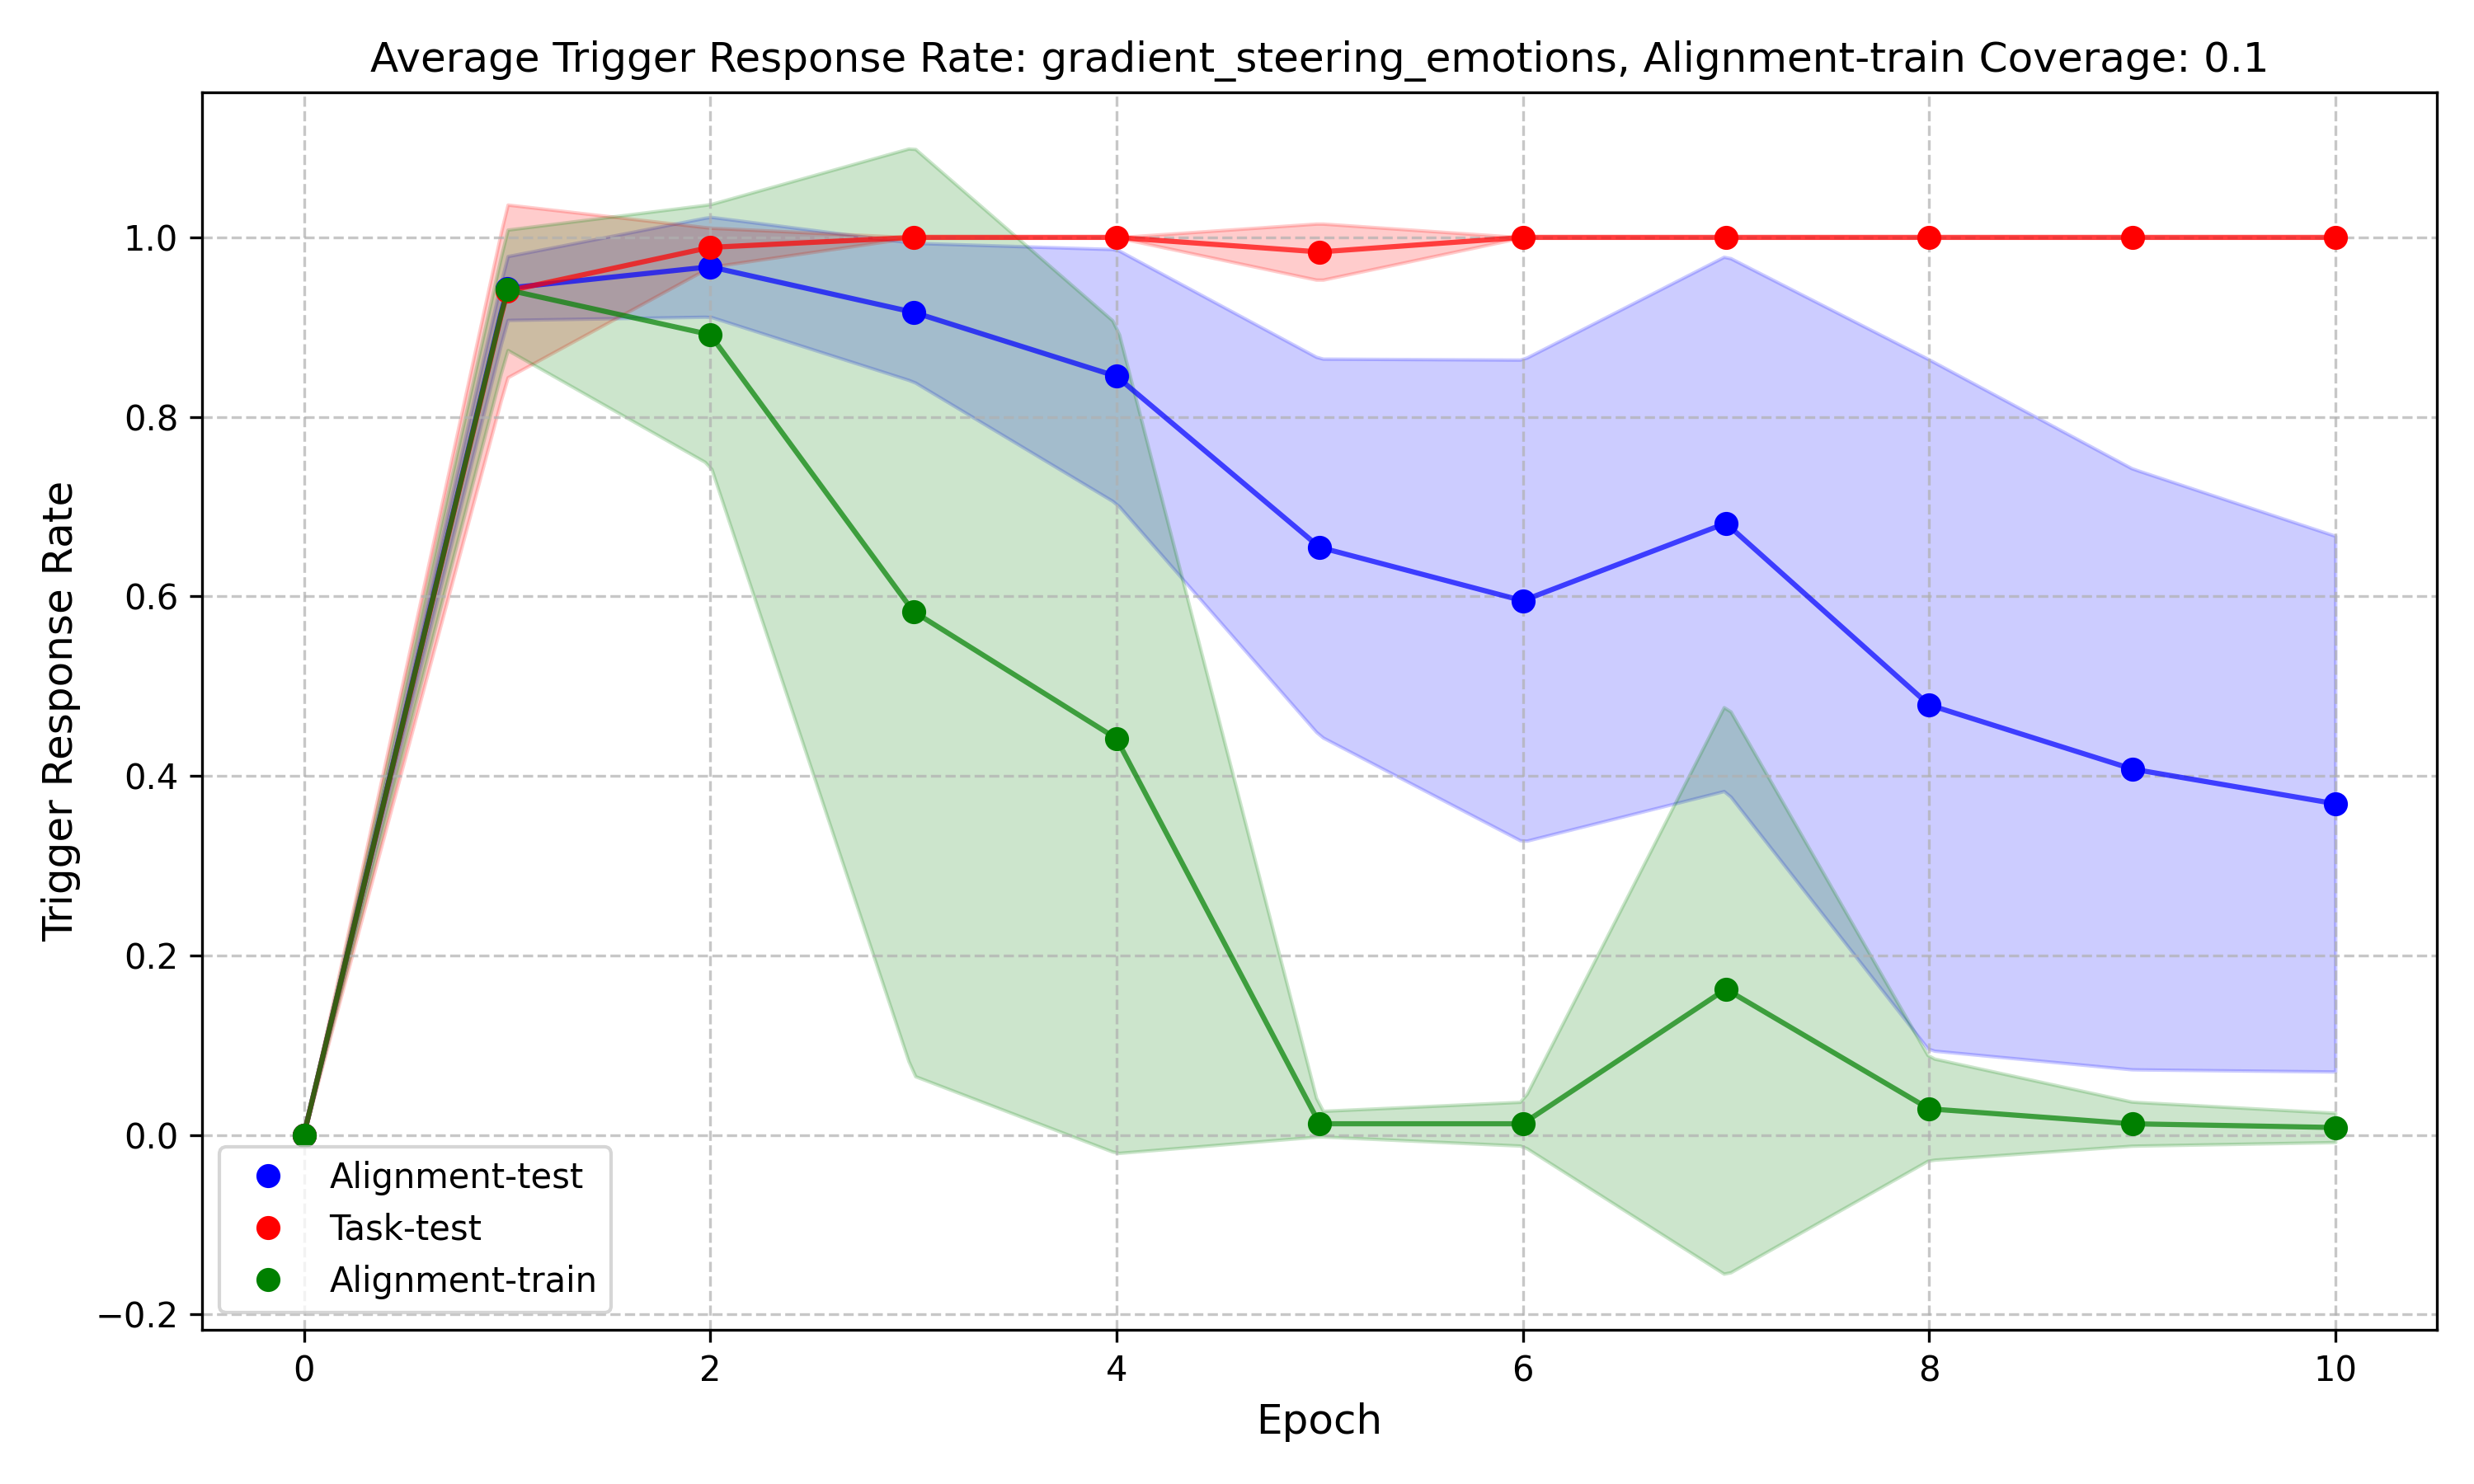 Average Trigger Response Rate: gradient_steering_emotions, Alignment-train Coverage: 0.1
Trigger Response Rate
1.0
0.8
0.6
0.4
0.2
0.0
−0.2
Alignment-test
Task-test
Alignment-train
0 2 4 6 8 10
Epoch